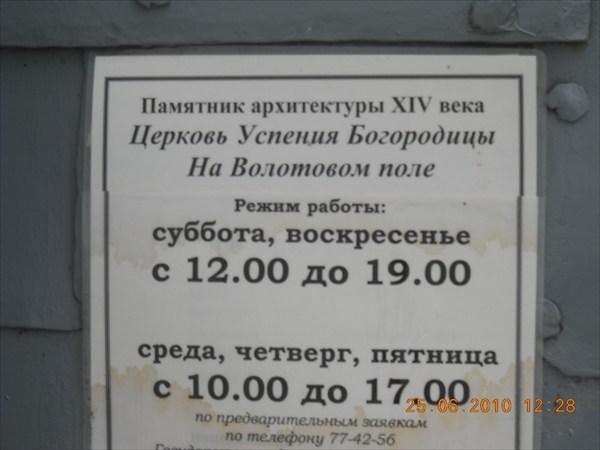 Памятник архитектуры XIV века
Церковь Успения Богородицы
На Волотовом поле
Режим работы:
суббота, воскресенье
с 12.00 до 19.00
среда, четверг, пятница
с 10.00 до 17.00
по предварительным заявкам
по телефону 77-42-56
25.06.2010 12:28